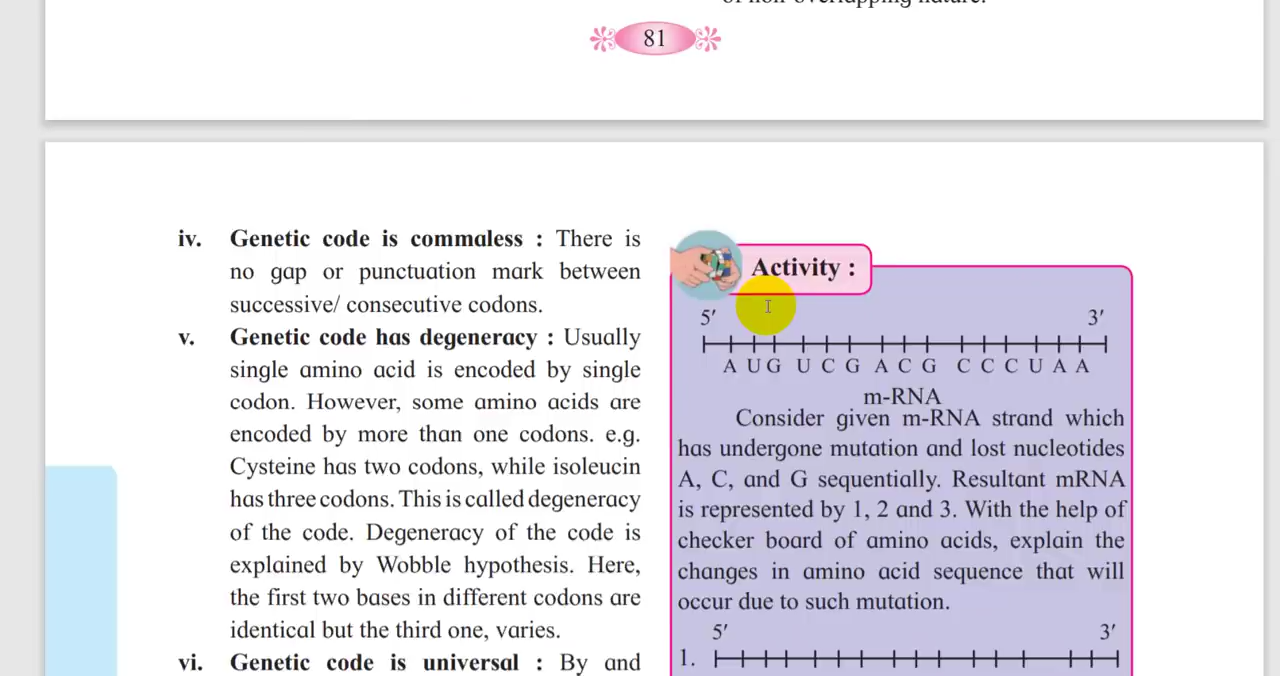 81
iv. Genetic code is commaless : There is
no gap or punctuation mark between
successive/ consecutive codons.
v. Genetic code has degeneracy : Usually
single amino acid is encoded by single
codon. However, some amino acids are
encoded by more than one codons. e.g.
Cysteine has two codons, while isoleucin
has three codons. This is called degeneracy
of the code. Degeneracy of the code is
explained by Wobble hypothesis. Here,
the first two bases in different codons are
identical but the third one, varies.
vi. Genetic code is universal : By and
Activity :
5′ 3′
A U G U C G A C G C C C U A A
m-RNA
Consider given m-RNA strand which
has undergone mutation and lost nucleotides
A, C, and G sequentially. Resultant mRNA
is represented by 1, 2 and 3. With the help of
checker board of amino acids, explain the
changes in amino acid sequence that will
occur due to such mutation.
5′ 3′
1.